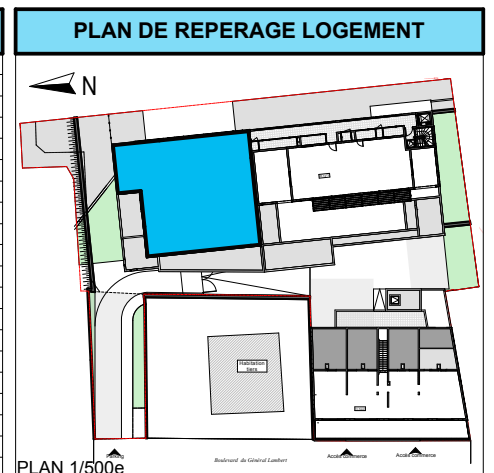 PLAN DE REPERAGE LOGEMENT
N
Habitation
tiers
Parking
Boulevard du Général Lambert
Accès commerce
Accès commerce
PLAN 1/500e